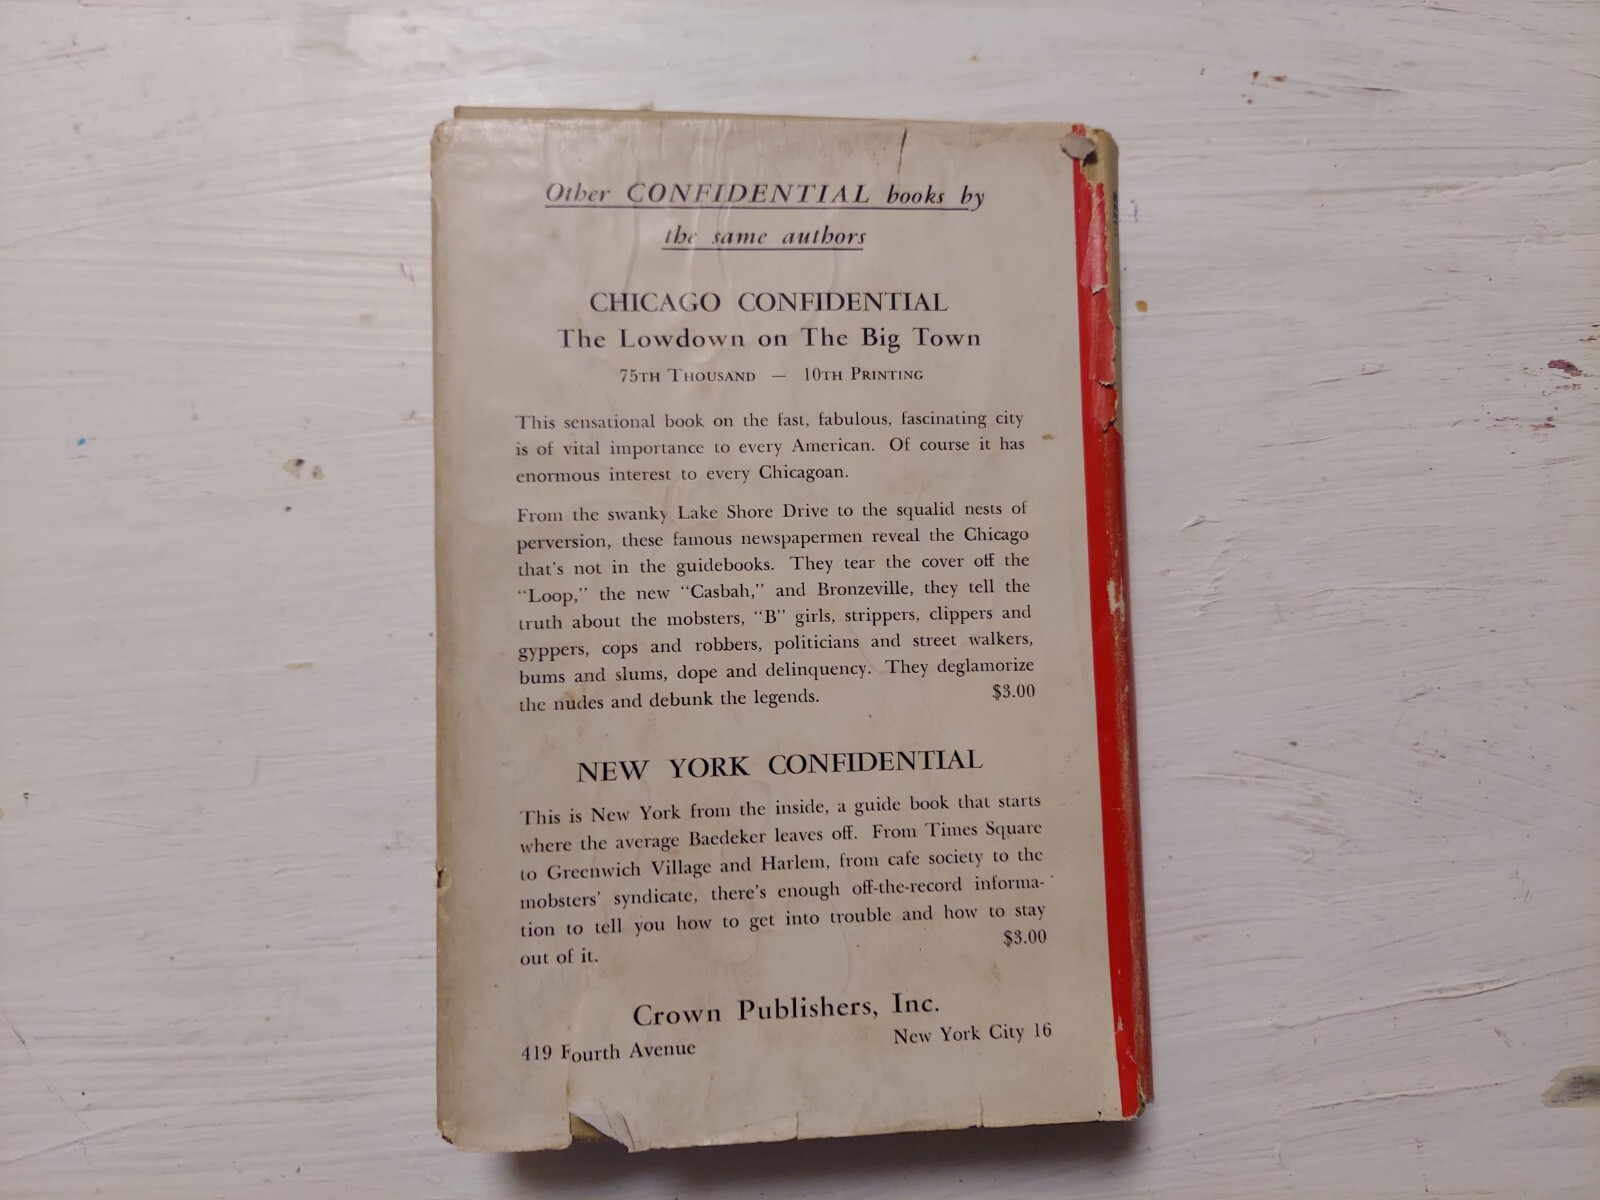 Other CONFIDENTIAL books by
the same authors
CHICAGO CONFIDENTIAL
The Lowdown on The Big Town
75TH THOUSAND — 10TH PRINTING
This sensational book on the fast, fabulous, fascinating city
is of vital importance to every American. Of course it has
enormous interest to every Chicagoan.
From the swanky Lake Shore Drive to the squalid nests of
perversion, these famous newspapermen reveal the Chicago
that's not in the guidebooks. They tear the cover off the
"Loop," the new "Casbah," and Bronzeville, they tell the
truth about the mobsters, "B" girls, strippers, clippers and
gyppers, cops and robbers, politicians and street walkers,
bums and slums, dope and delinquency. They deglamorize
the nudes and debunk the legends. $3.00
NEW YORK CONFIDENTIAL
This is New York from the inside, a guide book that starts
where the average Baedeker leaves off. From Times Square
to Greenwich Village and Harlem, from cafe society to the
mobsters' syndicate, there's enough off-the-record informa-
tion to tell you how to get into trouble and how to stay
out of it. $3.00
Crown Publishers, Inc.
419 Fourth Avenue New York City 16